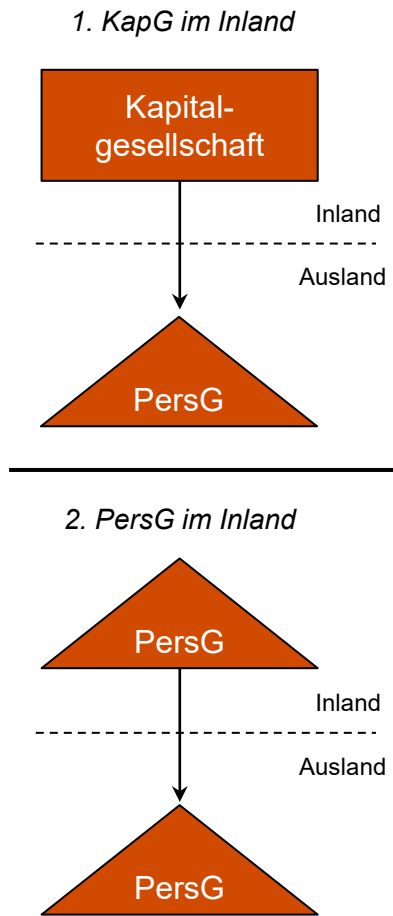 1. KapG im Inland
Kapital-
gesellschaft
Inland
Ausland
PersG
2. PersG im Inland
PersG
Inland
Ausland
PersG